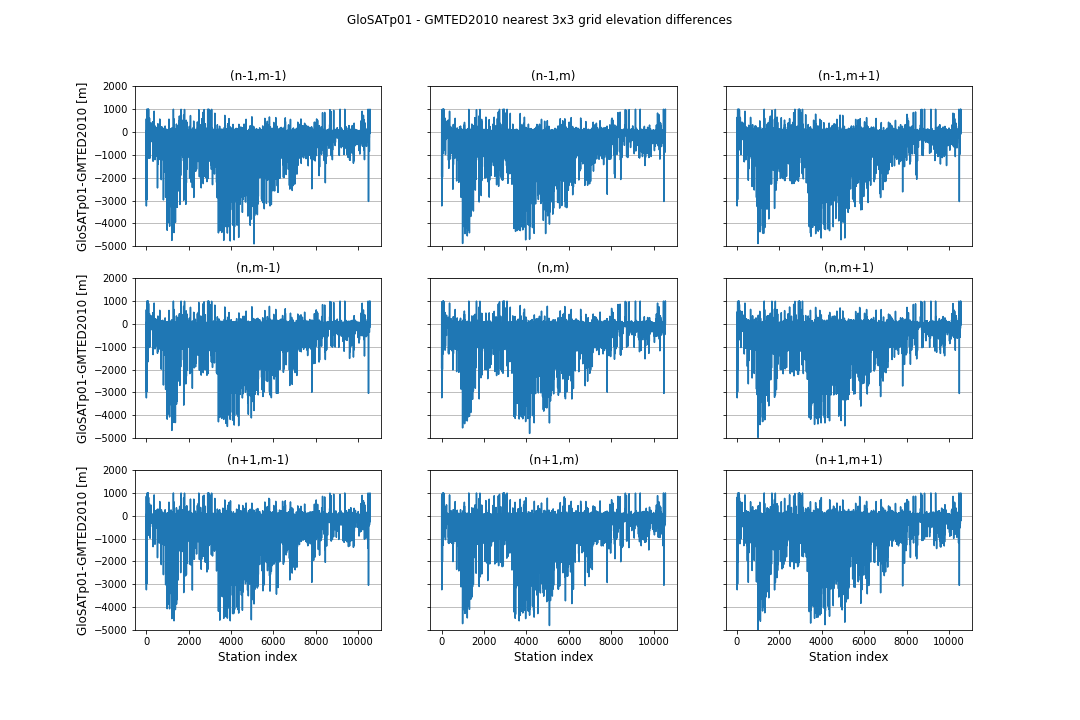 GloSATp01 - GMTED2010 nearest 3x3 grid elevation differences
(n-1,m-1)
(n-1,m)
(n-1,m+1)
GloSATp01-GMTED2010 [m]
2000
1000
0
−1000
−2000
−3000
−4000
−5000
(n,m-1)
(n,m)
(n,m+1)
GloSATp01-GMTED2010 [m]
2000
1000
0
−1000
−2000
−3000
−4000
−5000
(n+1,m-1)
(n+1,m)
(n+1,m+1)
GloSATp01-GMTED2010 [m]
2000
1000
0
−1000
−2000
−3000
−4000
−5000
0 2000 4000 6000 8000 10000
0 2000 4000 6000 8000 10000
0 2000 4000 6000 8000 10000
Station index
Station index
Station index